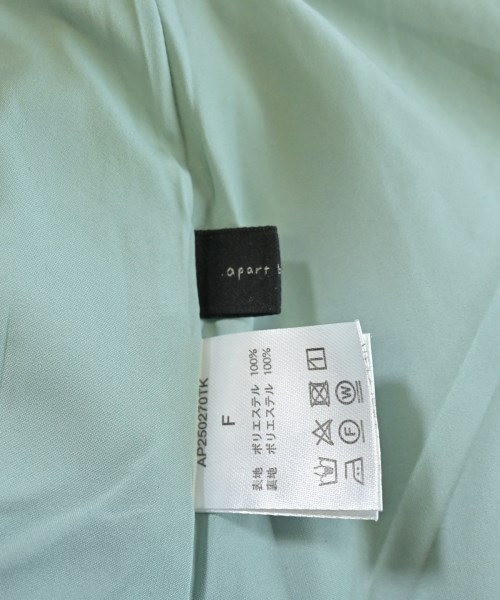 .apart
AP250270TK
F
表地 ポリエステル 100%
裏地 ポリエステル 100%
W
F